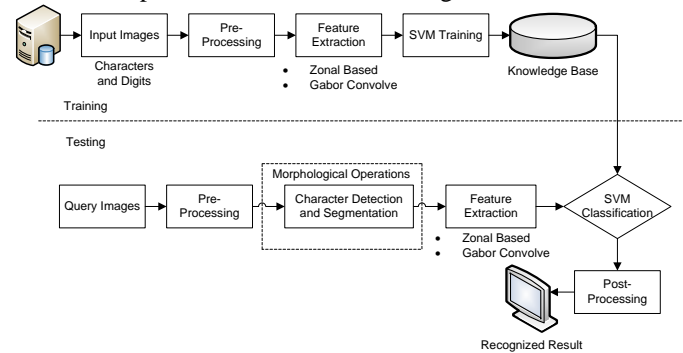 Input Images
Pre-
Processing
Feature
Extraction
SVM Training
Characters
and Digits
• Zonal Based
• Gabor Convolve
Knowledge Base
Training
Testing
Morphological Operations
Query Images
Pre-
Processing
Character Detection
and Segmentation
Feature
Extraction
SVM
Classification
• Zonal Based
• Gabor Convolve
Post-
Processing
Recognized Result